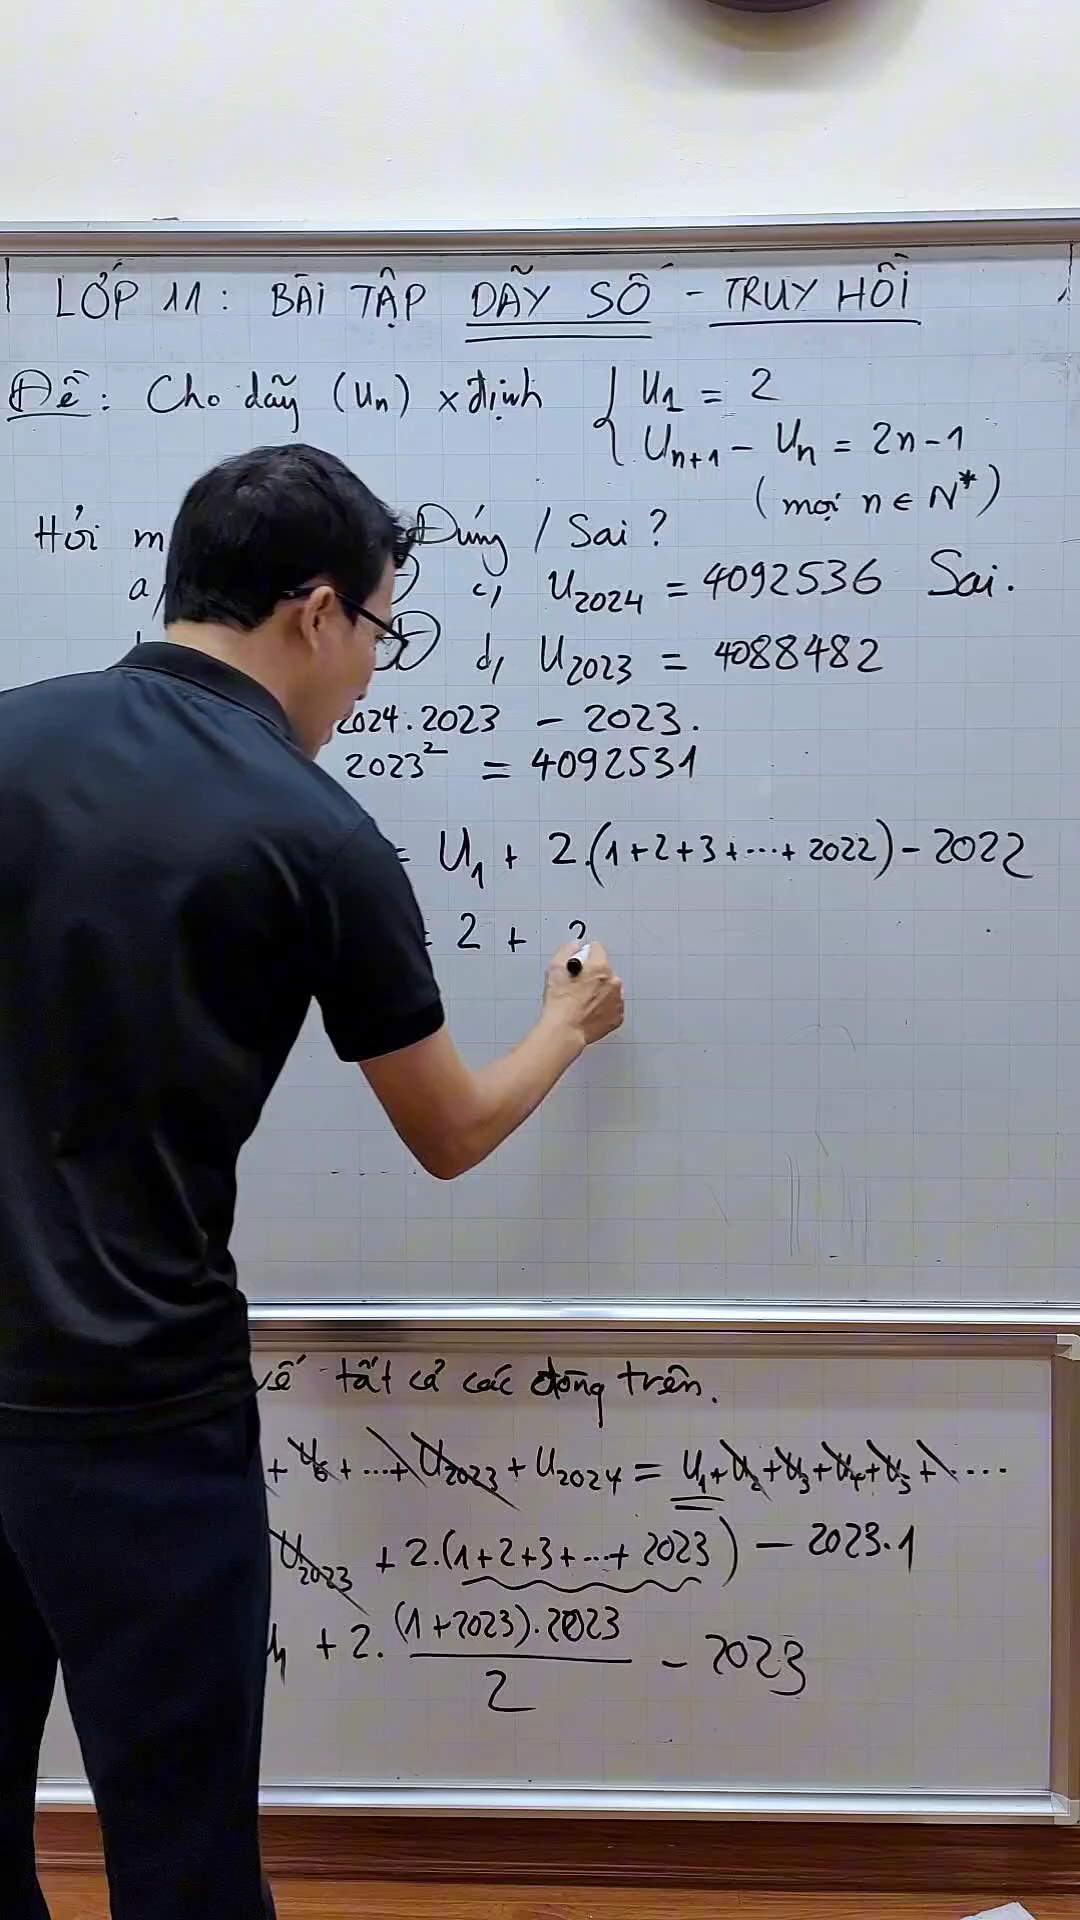 LỚP 11: BÀI TẬP DÃY SỐ - TRUY HỒI
Đề: Cho dãy (Un) x định { U1 = 2
Un+1 - Un = 2n-1
(mọi n ∈ N*)
Hỏi m Đúng / Sai ?
a, c, U2024 = 4092536 Sai.
d, U2023 = 4088482
2024.2023 - 2023.
2023² = 4092531
= U1 + 2.(1+2+3+...+2022)-2022
= 2 + 2
vế tất cả các dòng trên.
+ U6 + ...+ U2023 + U2024 = U1+U2+U3+U4+U5+....
U2023 + 2.(1+2+3+...+2023) - 2023.1
+ 2. (1+2023).2023 / 2 - 2023